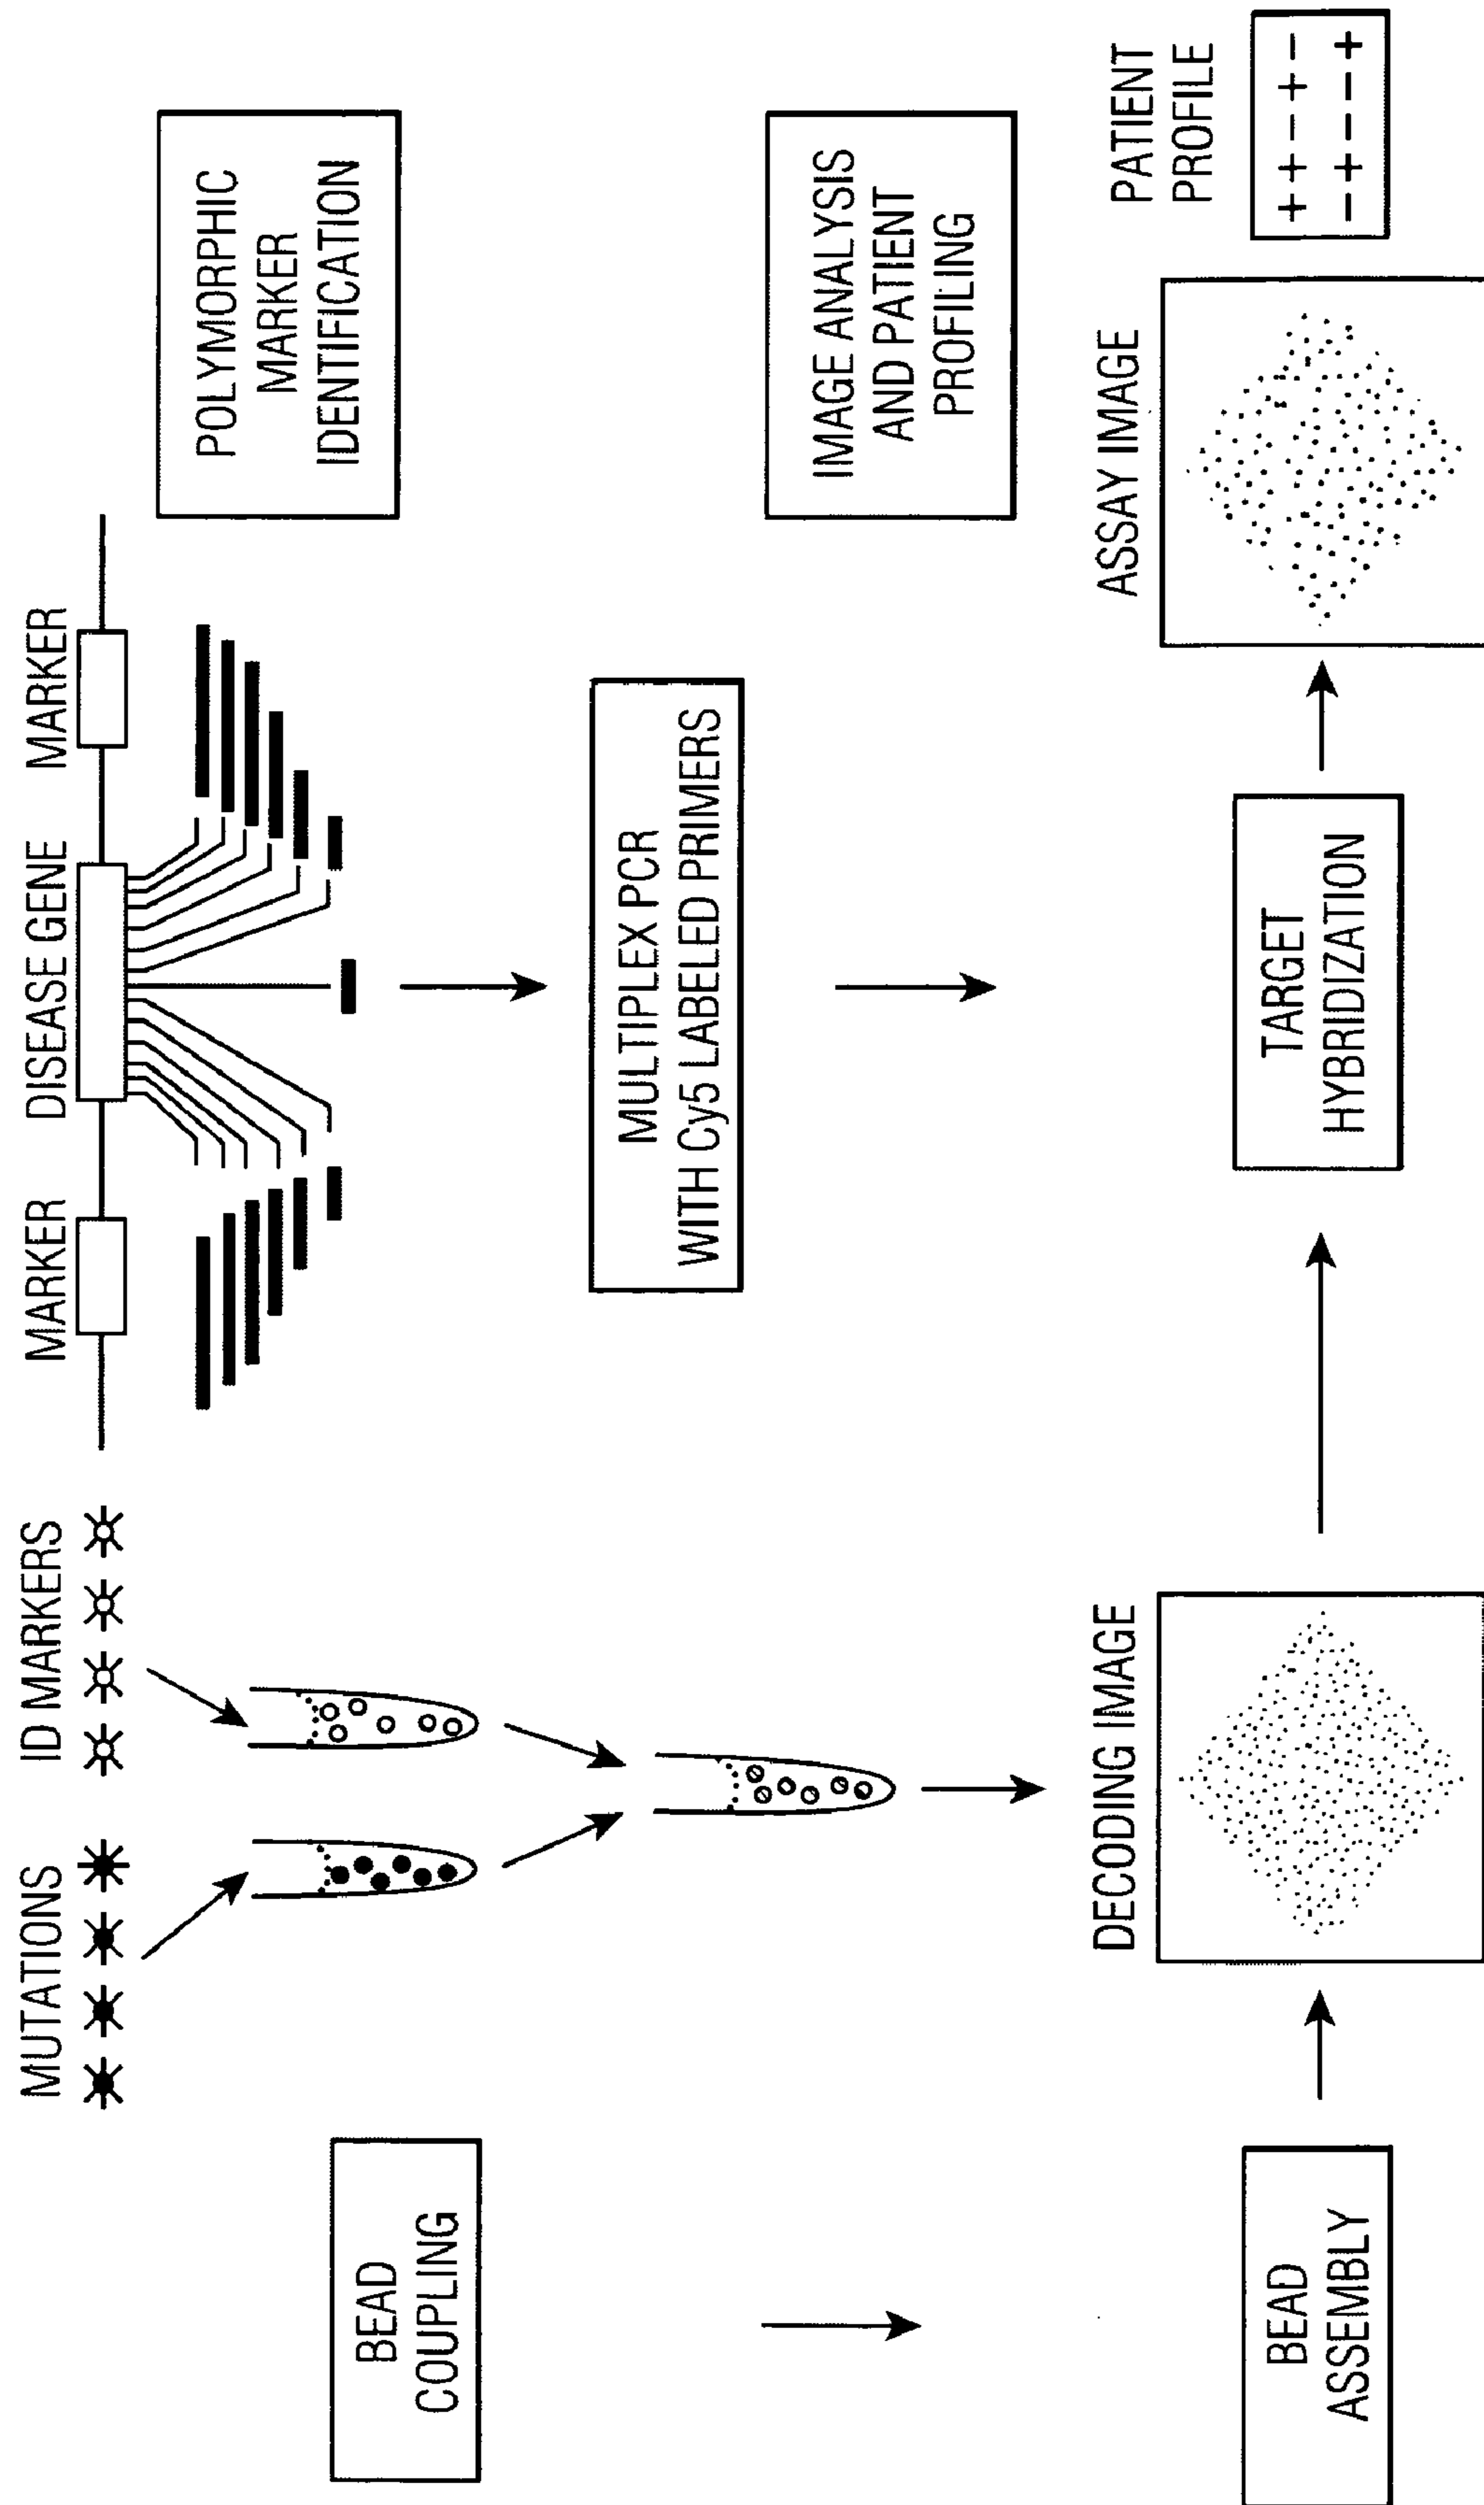 MUTATIONS
ID MARKERS
MARKER
DISEASE GENE
MARKER
BEAD
COUPLING
POLYMORPHIC
MARKER
IDENTIFICATION
MULTIPLEX PCR
WITH Cy5 LABELED PRIMERS
IMAGE ANALYSIS
AND PATIENT
PROFILING
BEAD
ASSEMBLY
DECODING IMAGE
TARGET
HYBRIDIZATION
ASSAY IMAGE
PATIENT
PROFILE
+ + − + −
− + − − +